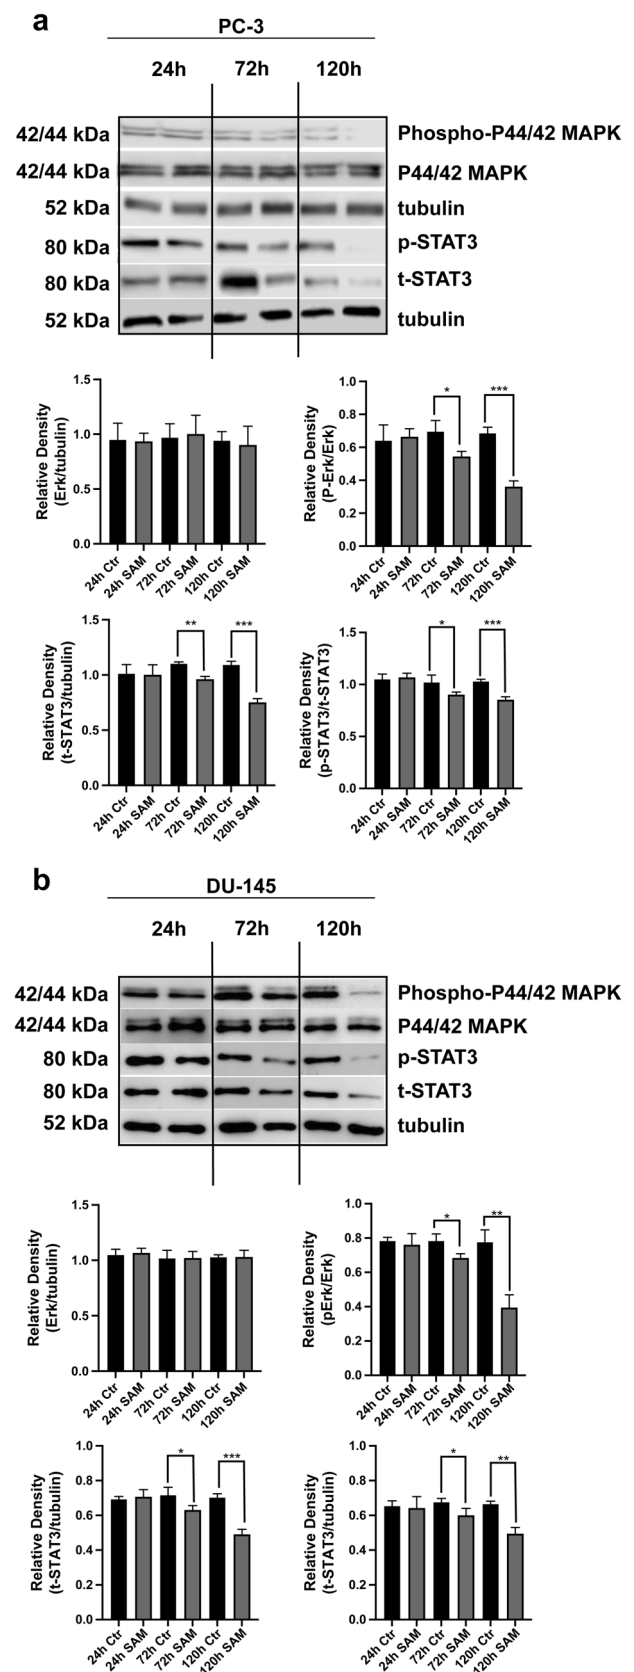 a
PC-3
24h 72h 120h
42/44 kDa Phospho-P44/42 MAPK
42/44 kDa P44/42 MAPK
52 kDa tubulin
80 kDa p-STAT3
80 kDa t-STAT3
52 kDa tubulin
Relative Density
(Erk/tubulin)
1.5
1.0
0.5
0.0
24h Ctr
24h SAM
72h Ctr
72h SAM
120h Ctr
120h SAM
Relative Density
(P-Erk/Erk)
1.0
0.8
0.6
0.4
0.2
0.0
*
***
24h Ctr
24h SAM
72h Ctr
72h SAM
120h Ctr
120h SAM
Relative Density
(t-STAT3/tubulin)
1.5
1.0
0.5
0.0
**
***
24h Ctr
24h SAM
72h Ctr
72h SAM
120h Ctr
120h SAM
Relative Density
(p-STAT3/t-STAT3)
1.5
1.0
0.5
0.0
*
***
24h Ctr
24h SAM
72h Ctr
72h SAM
120h Ctr
120h SAM
b
DU-145
24h 72h 120h
42/44 kDa Phospho-P44/42 MAPK
42/44 kDa P44/42 MAPK
80 kDa p-STAT3
80 kDa t-STAT3
52 kDa tubulin
Relative Density
(Erk/tubulin)
1.5
1.0
0.5
0.0
24h Ctr
24h SAM
72h Ctr
72h SAM
120h Ctr
120h SAM
Relative Density
(pErk/Erk)
1.0
0.8
0.6
0.4
0.2
0.0
*
**
24h Ctr
24h SAM
72h Ctr
72h SAM
120h Ctr
120h SAM
Relative Density
(t-STAT3/tubulin)
1.0
0.8
0.6
0.4
0.2
0.0
*
***
24h Ctr
24h SAM
72h Ctr
72h SAM
120h Ctr
120h SAM
Relative Density
(t-STAT3/tubulin)
1.0
0.8
0.6
0.4
0.2
0.0
*
**
24h Ctr
24h SAM
72h Ctr
72h SAM
120h Ctr
120h SAM